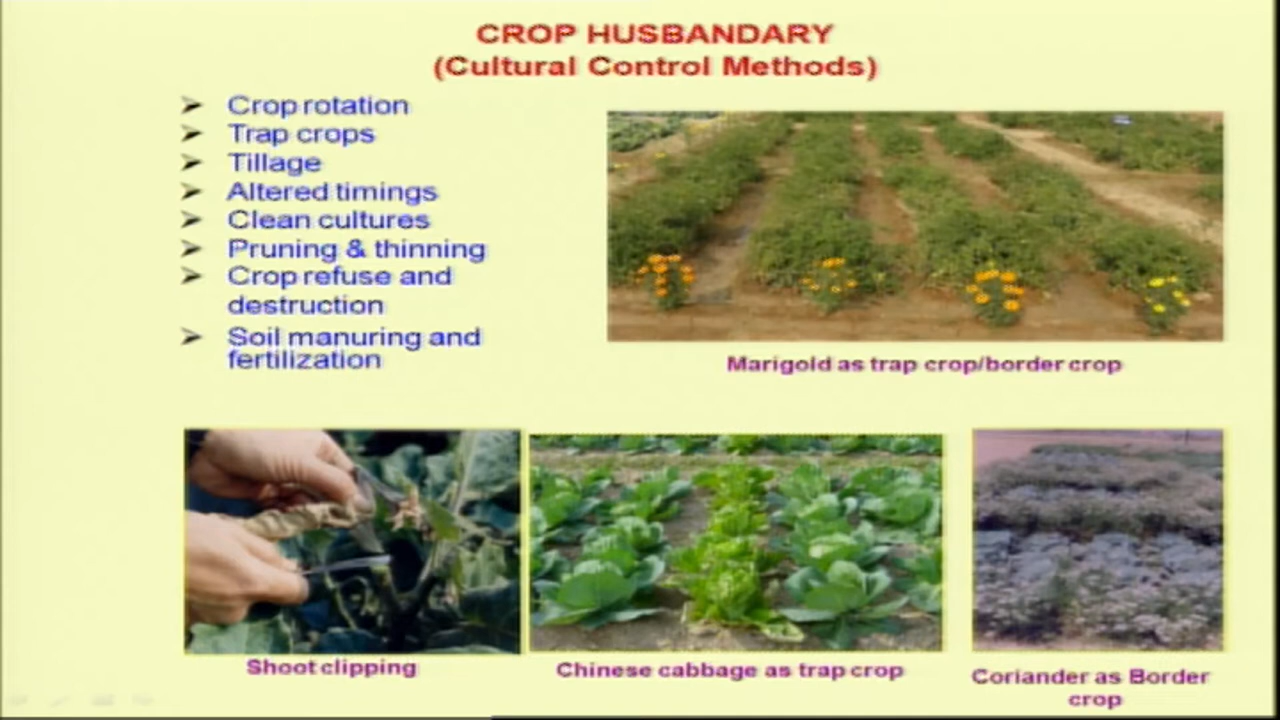 CROP HUSBANDARY
(Cultural Control Methods)
Crop rotation
Trap crops
Tillage
Altered timings
Clean cultures
Pruning & thinning
Crop refuse and
destruction
Soil manuring and
fertilization
Marigold as trap crop/border crop
Shoot clipping
Chinese cabbage as trap crop
Coriander as Border
crop